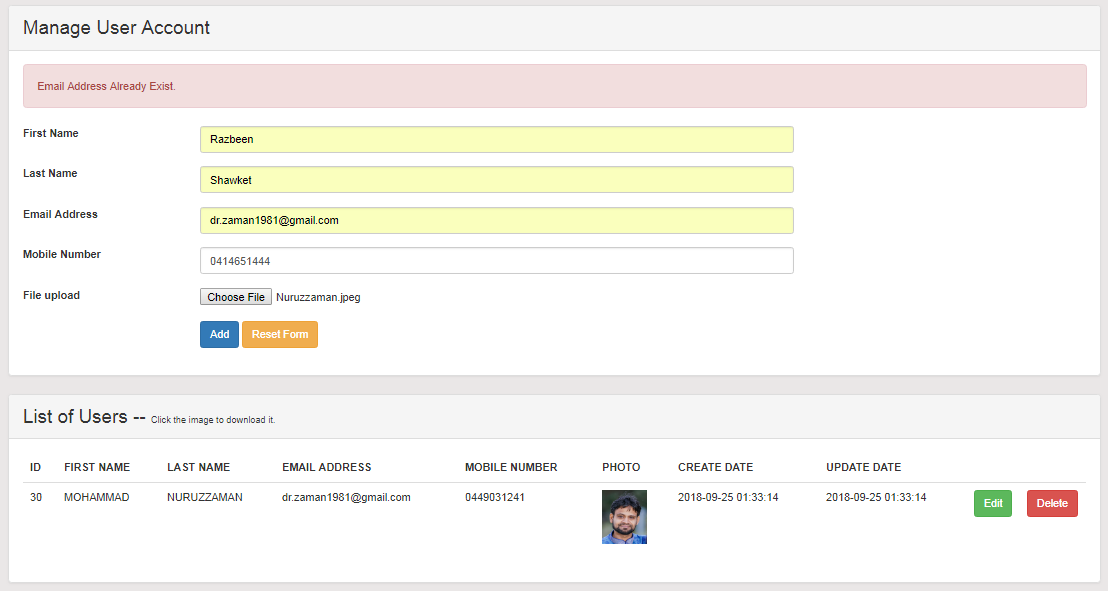 Manage User Account
Email Address Already Exist.
First Name Razbeen
Last Name Shawket
Email Address dr.zaman1981@gmail.com
Mobile Number 0414651444
File upload Choose File Nuruzzaman.jpeg
Add Reset Form
List of Users -- Click the image to download it.
ID FIRST NAME LAST NAME EMAIL ADDRESS MOBILE NUMBER PHOTO CREATE DATE UPDATE DATE
30 MOHAMMAD NURUZZAMAN dr.zaman1981@gmail.com 0449031241 2018-09-25 01:33:14 2018-09-25 01:33:14 Edit Delete